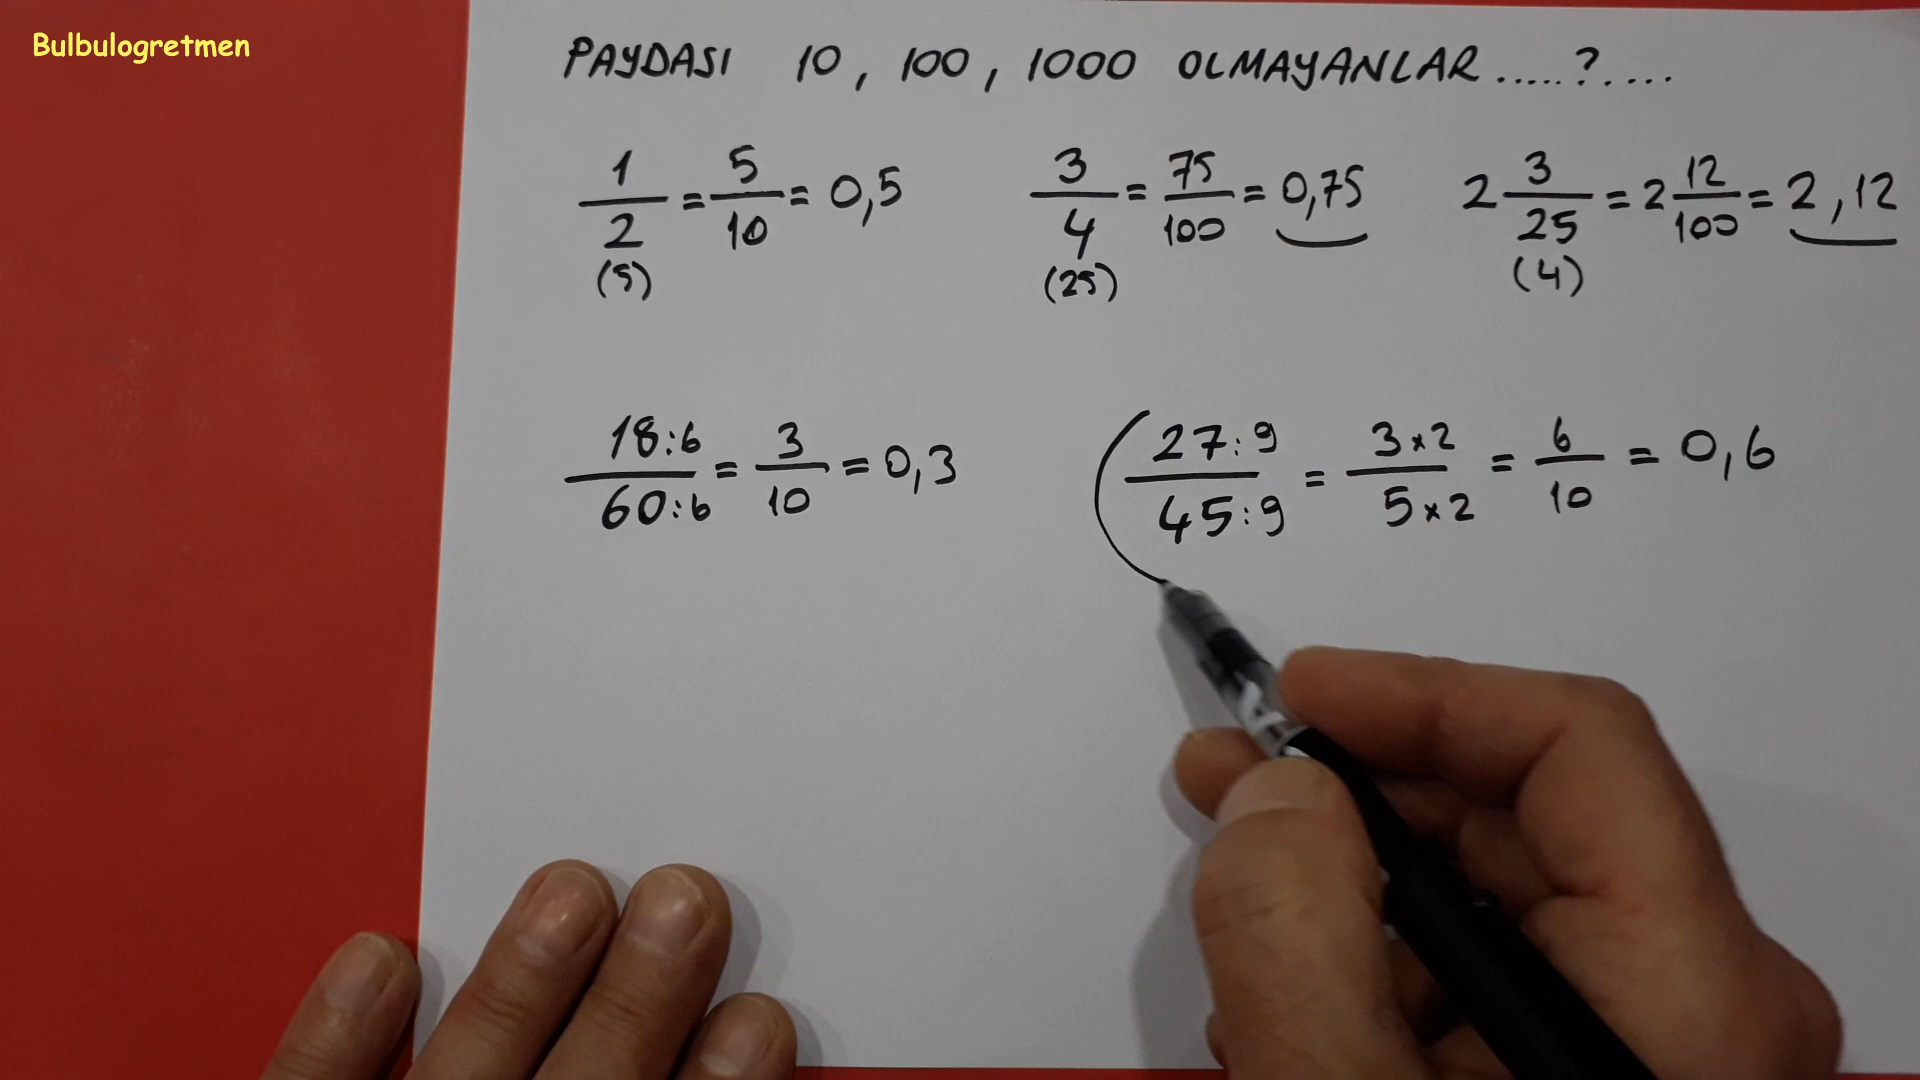 Bulbulogretmen
PAYDASI 10, 100, 1000 OLMAYANLAR.....?....
1/2 = 5/10 = 0,5
(5)
3/4 = 75/100 = 0,75
(25)
2 3/25 = 2 12/100 = 2,12
(4)
18:6/60:6 = 3/10 = 0,3
27:9/45:9 = 3x2/5x2 = 6/10 = 0,6